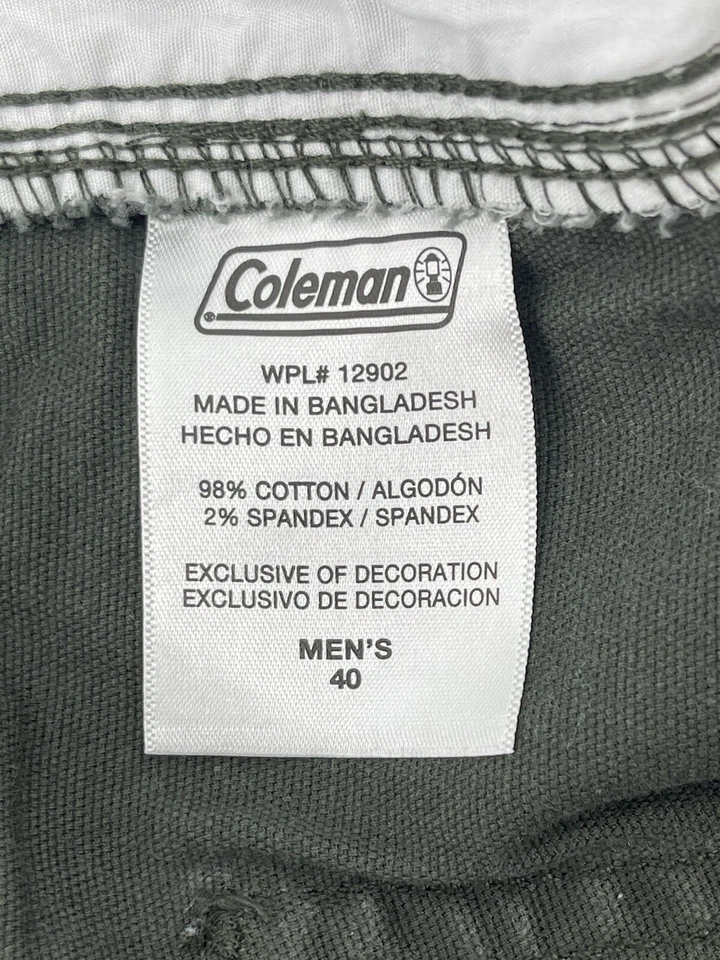 Coleman
WPL# 12902
MADE IN BANGLADESH
HECHO EN BANGLADESH
98% COTTON / ALGODÓN
2% SPANDEX / SPANDEX
EXCLUSIVE OF DECORATION
EXCLUSIVO DE DECORACION
MEN'S
40